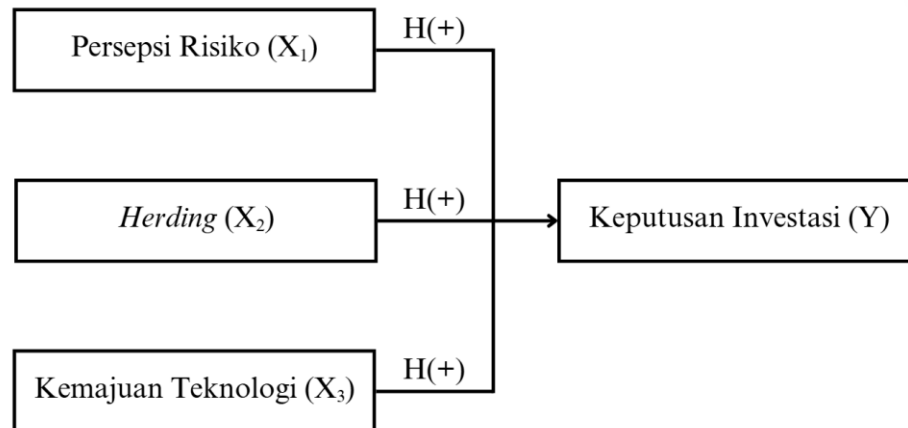 Persepsi Risiko (X₁)
H(+)
Herding (X₂)
H(+)
Keputusan Investasi (Y)
Kemajuan Teknologi (X₃)
H(+)